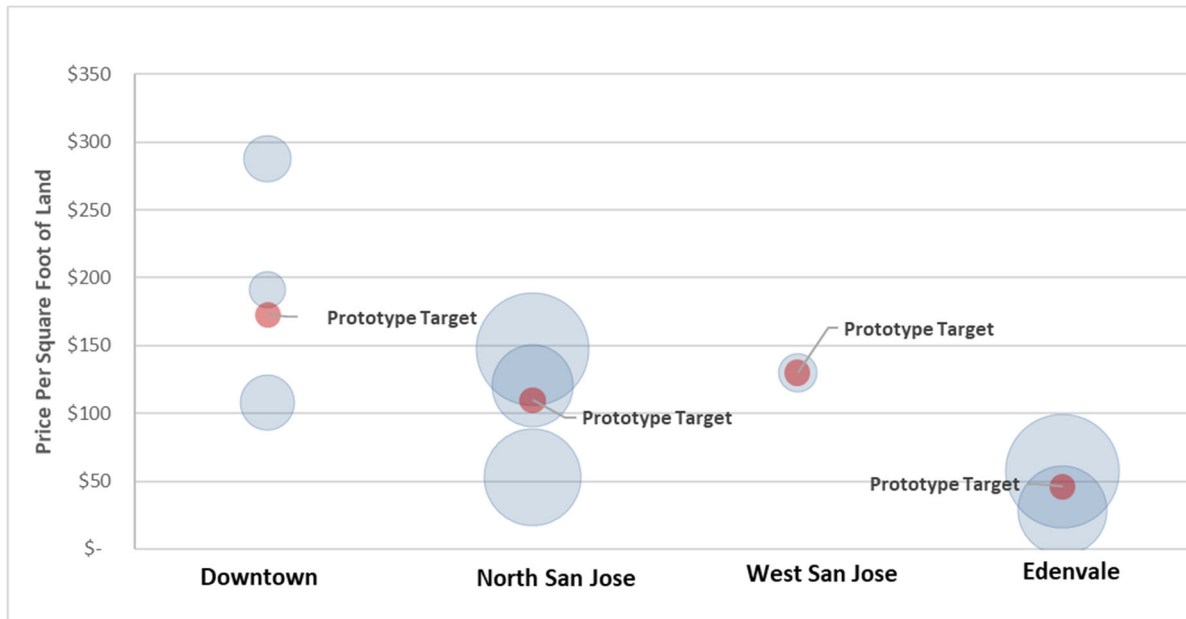 $350
$300
$250
$200
$150
$100
$50
$-
Price Per Square Foot of Land
Prototype Target
Prototype Target
Prototype Target
Prototype Target
Downtown
North San Jose
West San Jose
Edenvale